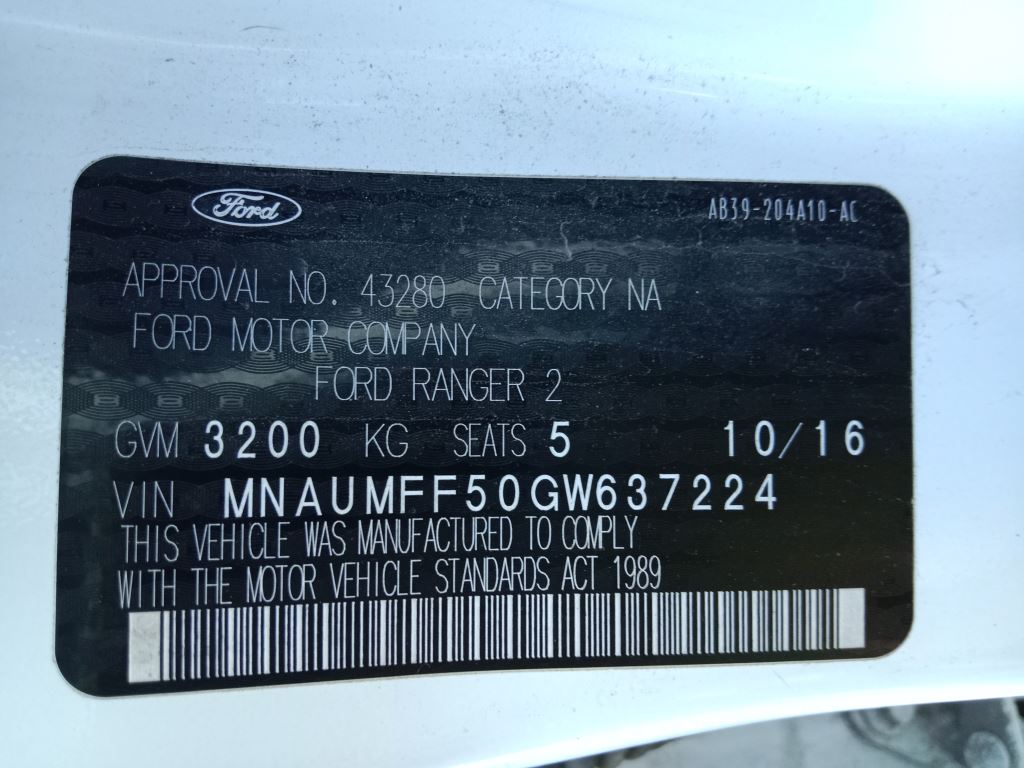 Ford
AB39-204A10-AC
APPROVAL NO. 43280 CATEGORY NA
FORD MOTOR COMPANY
FORD RANGER 2
GVM 3200 KG SEATS 5 10/16
VIN MNAUMFF50GW637224
THIS VEHICLE WAS MANUFACTURED TO COMPLY
WITH THE MOTOR VEHICLE STANDARDS ACT 1989